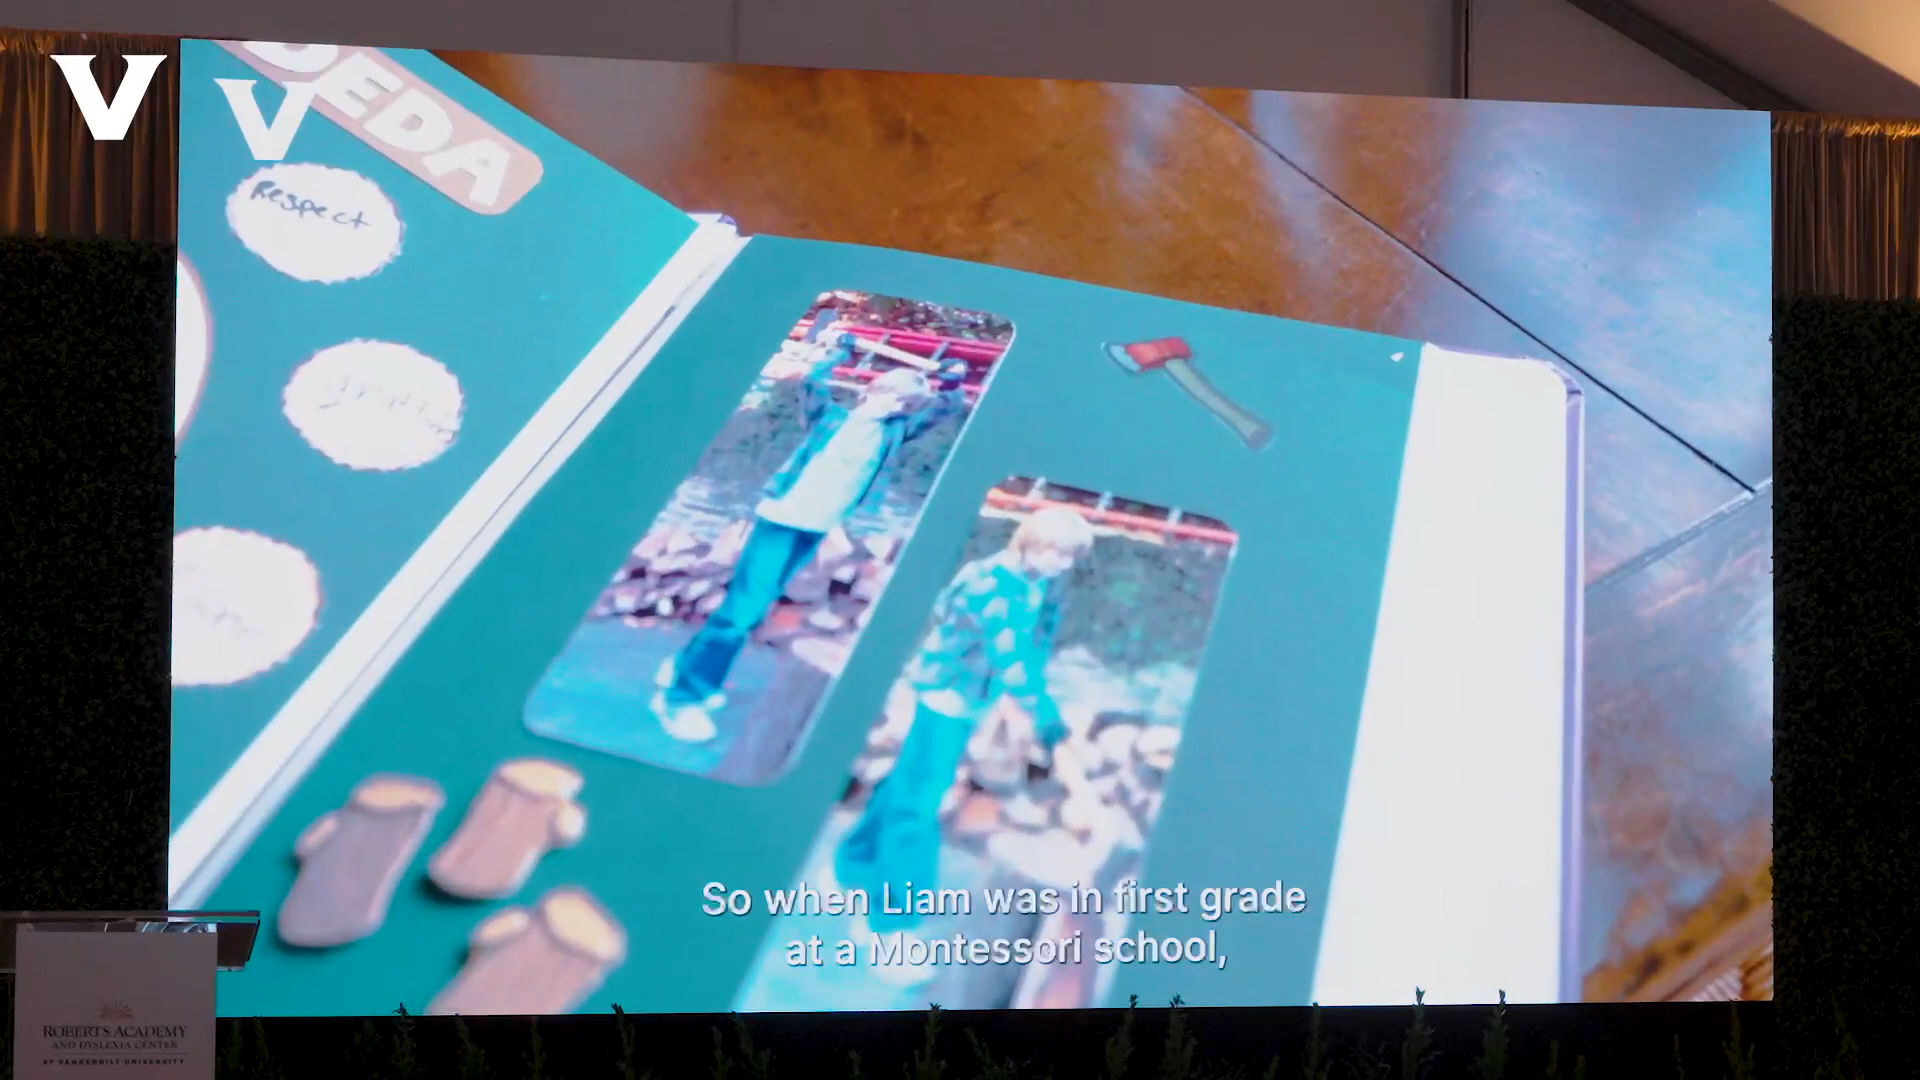 V
V
EDA
Respect
So when Liam was in first grade
at a Montessori school,
ROBERTS ACADEMY
AND DYSLEXIA CENTER
AT VANDERBILT UNIVERSITY